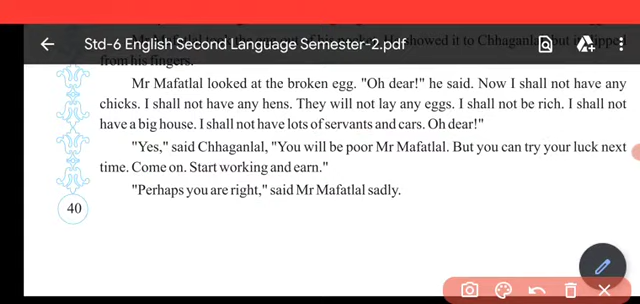 Std-6 English Second Language Semester-2.pdf
from his fingers.
Mr Mafatlal looked at the broken egg. "Oh dear!" he said. Now I shall not have any
chicks. I shall not have any hens. They will not lay any eggs. I shall not be rich. I shall not
have a big house. I shall not have lots of servants and cars. Oh dear!"
"Yes," said Chhaganlal, "You will be poor Mr Mafatlal. But you can try your luck next
time. Come on. Start working and earn."
"Perhaps you are right," said Mr Mafatlal sadly.
40